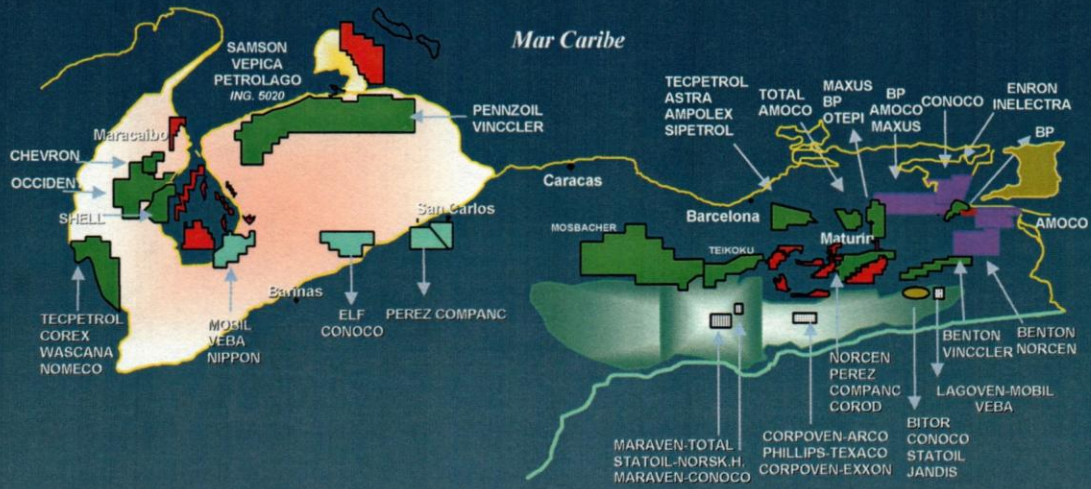 Mar Caribe
SAMSON
VEPICA
PETROLAGO
ING. 5020
PENNZOIL
VINCCLER
Maracaibo
CHEVRON
OCCIDENT
SHELL
San Carlos
Barinas
TECPETROL
COREX
WASCANA
NOMECO
MOBIL
VEBA
NIPPON
ELF
CONOCO
PEREZ COMPANC
Caracas
TECPETROL
ASTRA
AMPOLEX
SIPETROL
TOTAL
AMOCO
MAXUS
BP
OTEPI
BP
AMOCO
MAXUS
CONOCO
ENRON
INELECTRA
BP
Barcelona
MOSBACHER
TEIKOKU
Maturin
AMOCO
BENTON
VINCCLER
BENTON
NORCEN
NORCEN
PEREZ
COMPANC
COROD
LAGOVEN-MOBIL
VEBA
BITOR
CONOCO
STATOIL
JANDIS
MARAVEN-TOTAL
STATOIL-NORSK.H.
MARAVEN-CONOCO
CORPOVEN-ARCO
PHILLIPS-TEXACO
CORPOVEN-EXXON